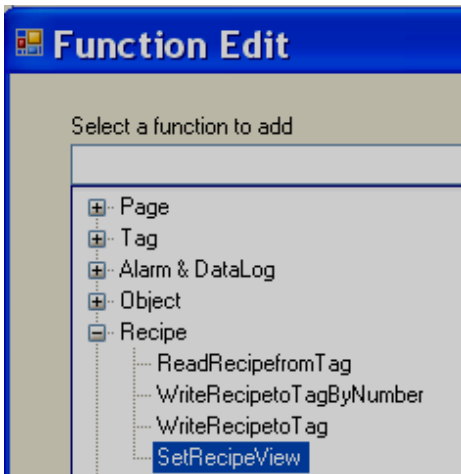 Function Edit
Select a function to add
Page
Tag
Alarm & DataLog
Object
Recipe
ReadRecipefromTag
WriteRecipetoTagByNumber
WriteRecipetoTag
SetRecipeView